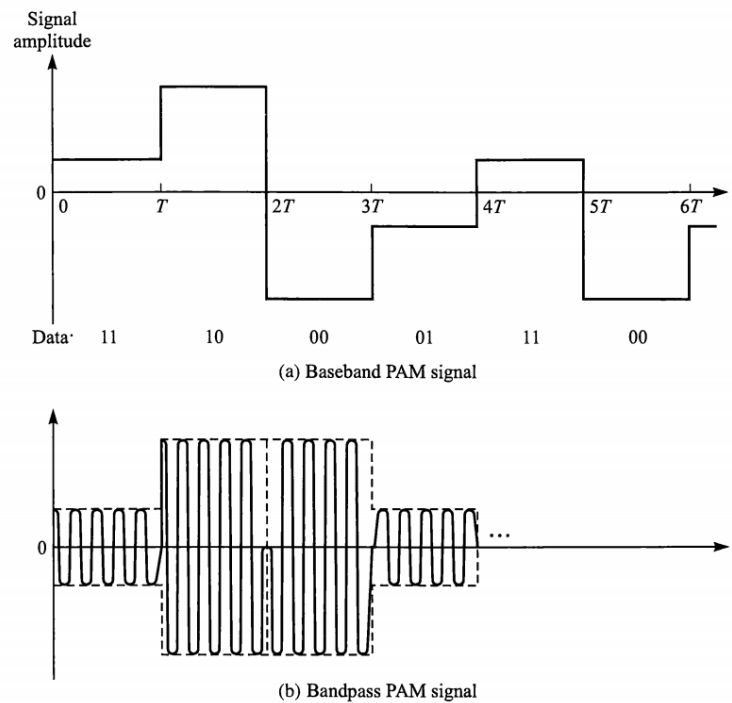 Signal
amplitude
0
0 T 2T 3T 4T 5T 6T
Data· 11 10 00 01 11 00
(a) Baseband PAM signal
0
...
(b) Bandpass PAM signal